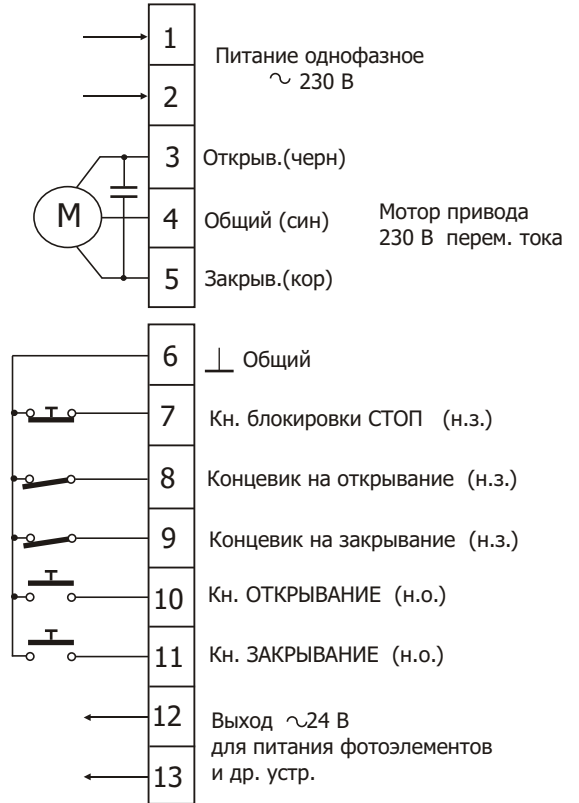 1
Питание однофазное
~ 230 В
2
3 Открыв.(черн)
M 4 Общий (син)
Мотор привода
230 В перем. тока
5 Закрыв.(кор)
6 Общий
7 Кн. блокировки СТОП (н.з.)
8 Концевик на открывание (н.з.)
9 Концевик на закрывание (н.з.)
10 Кн. ОТКРЫВАНИЕ (н.о.)
11 Кн. ЗАКРЫВАНИЕ (н.о.)
12 Выход ~24 В
для питания фотоэлементов
13 и др. устр.